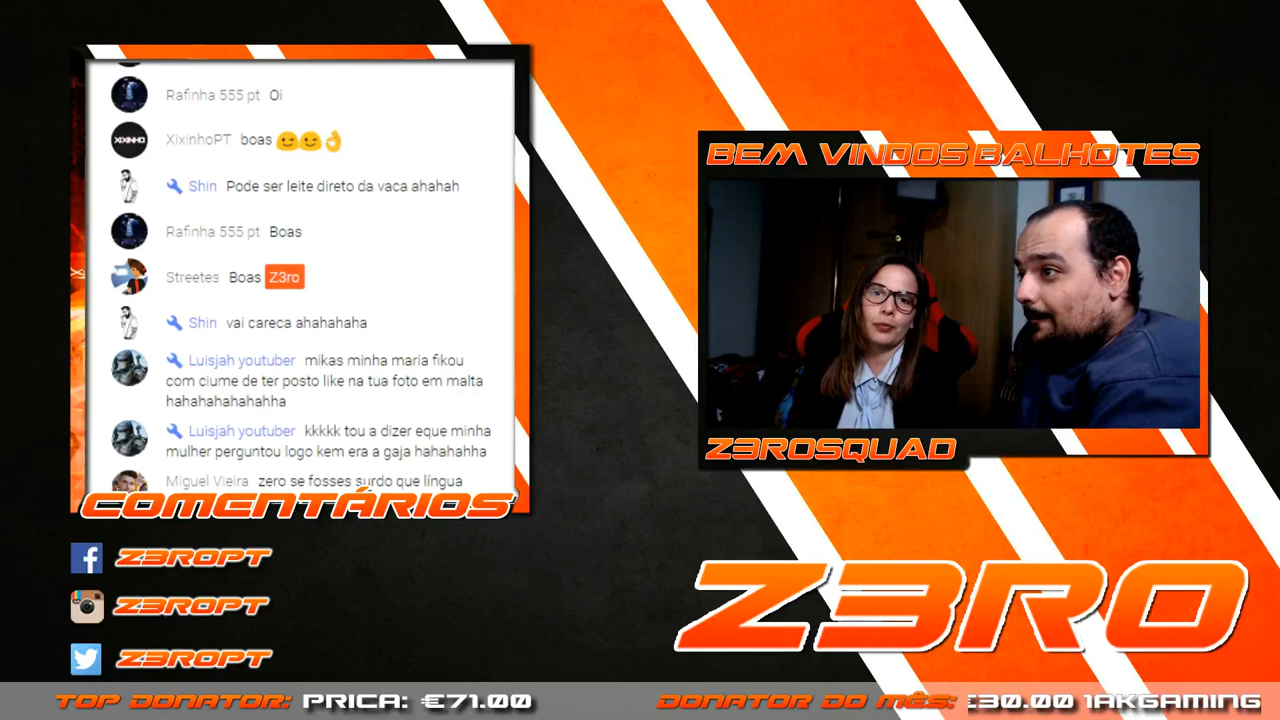 Rafinha 555 pt Oi
XIXINHO
XixinhoPT boas
Shin Pode ser leite direto da vaca ahahah
Rafinha 555 pt Boas
Streetes Boas Z3ro
Shin vai careca ahahahaha
Luisjah youtuber mikas minha maria fikou
com ciume de ter posto like na tua foto em malta
hahahahahahahha
Luisjah youtuber kkkkk tou a dizer eque minha
mulher perguntou logo kem era a gaja hahahahha
Miguel Vieira zero se fosses surdo que língua
COMENTÁRIOS
Z3ROPT
Z3ROPT
Z3ROPT
BEM VINDOS BALHOTES
Z3ROSQUAD
Z3RO
TOP DONATOR: PRICA: €71.00
DONATOR DO MÊS: €30.00 1AKGAMING